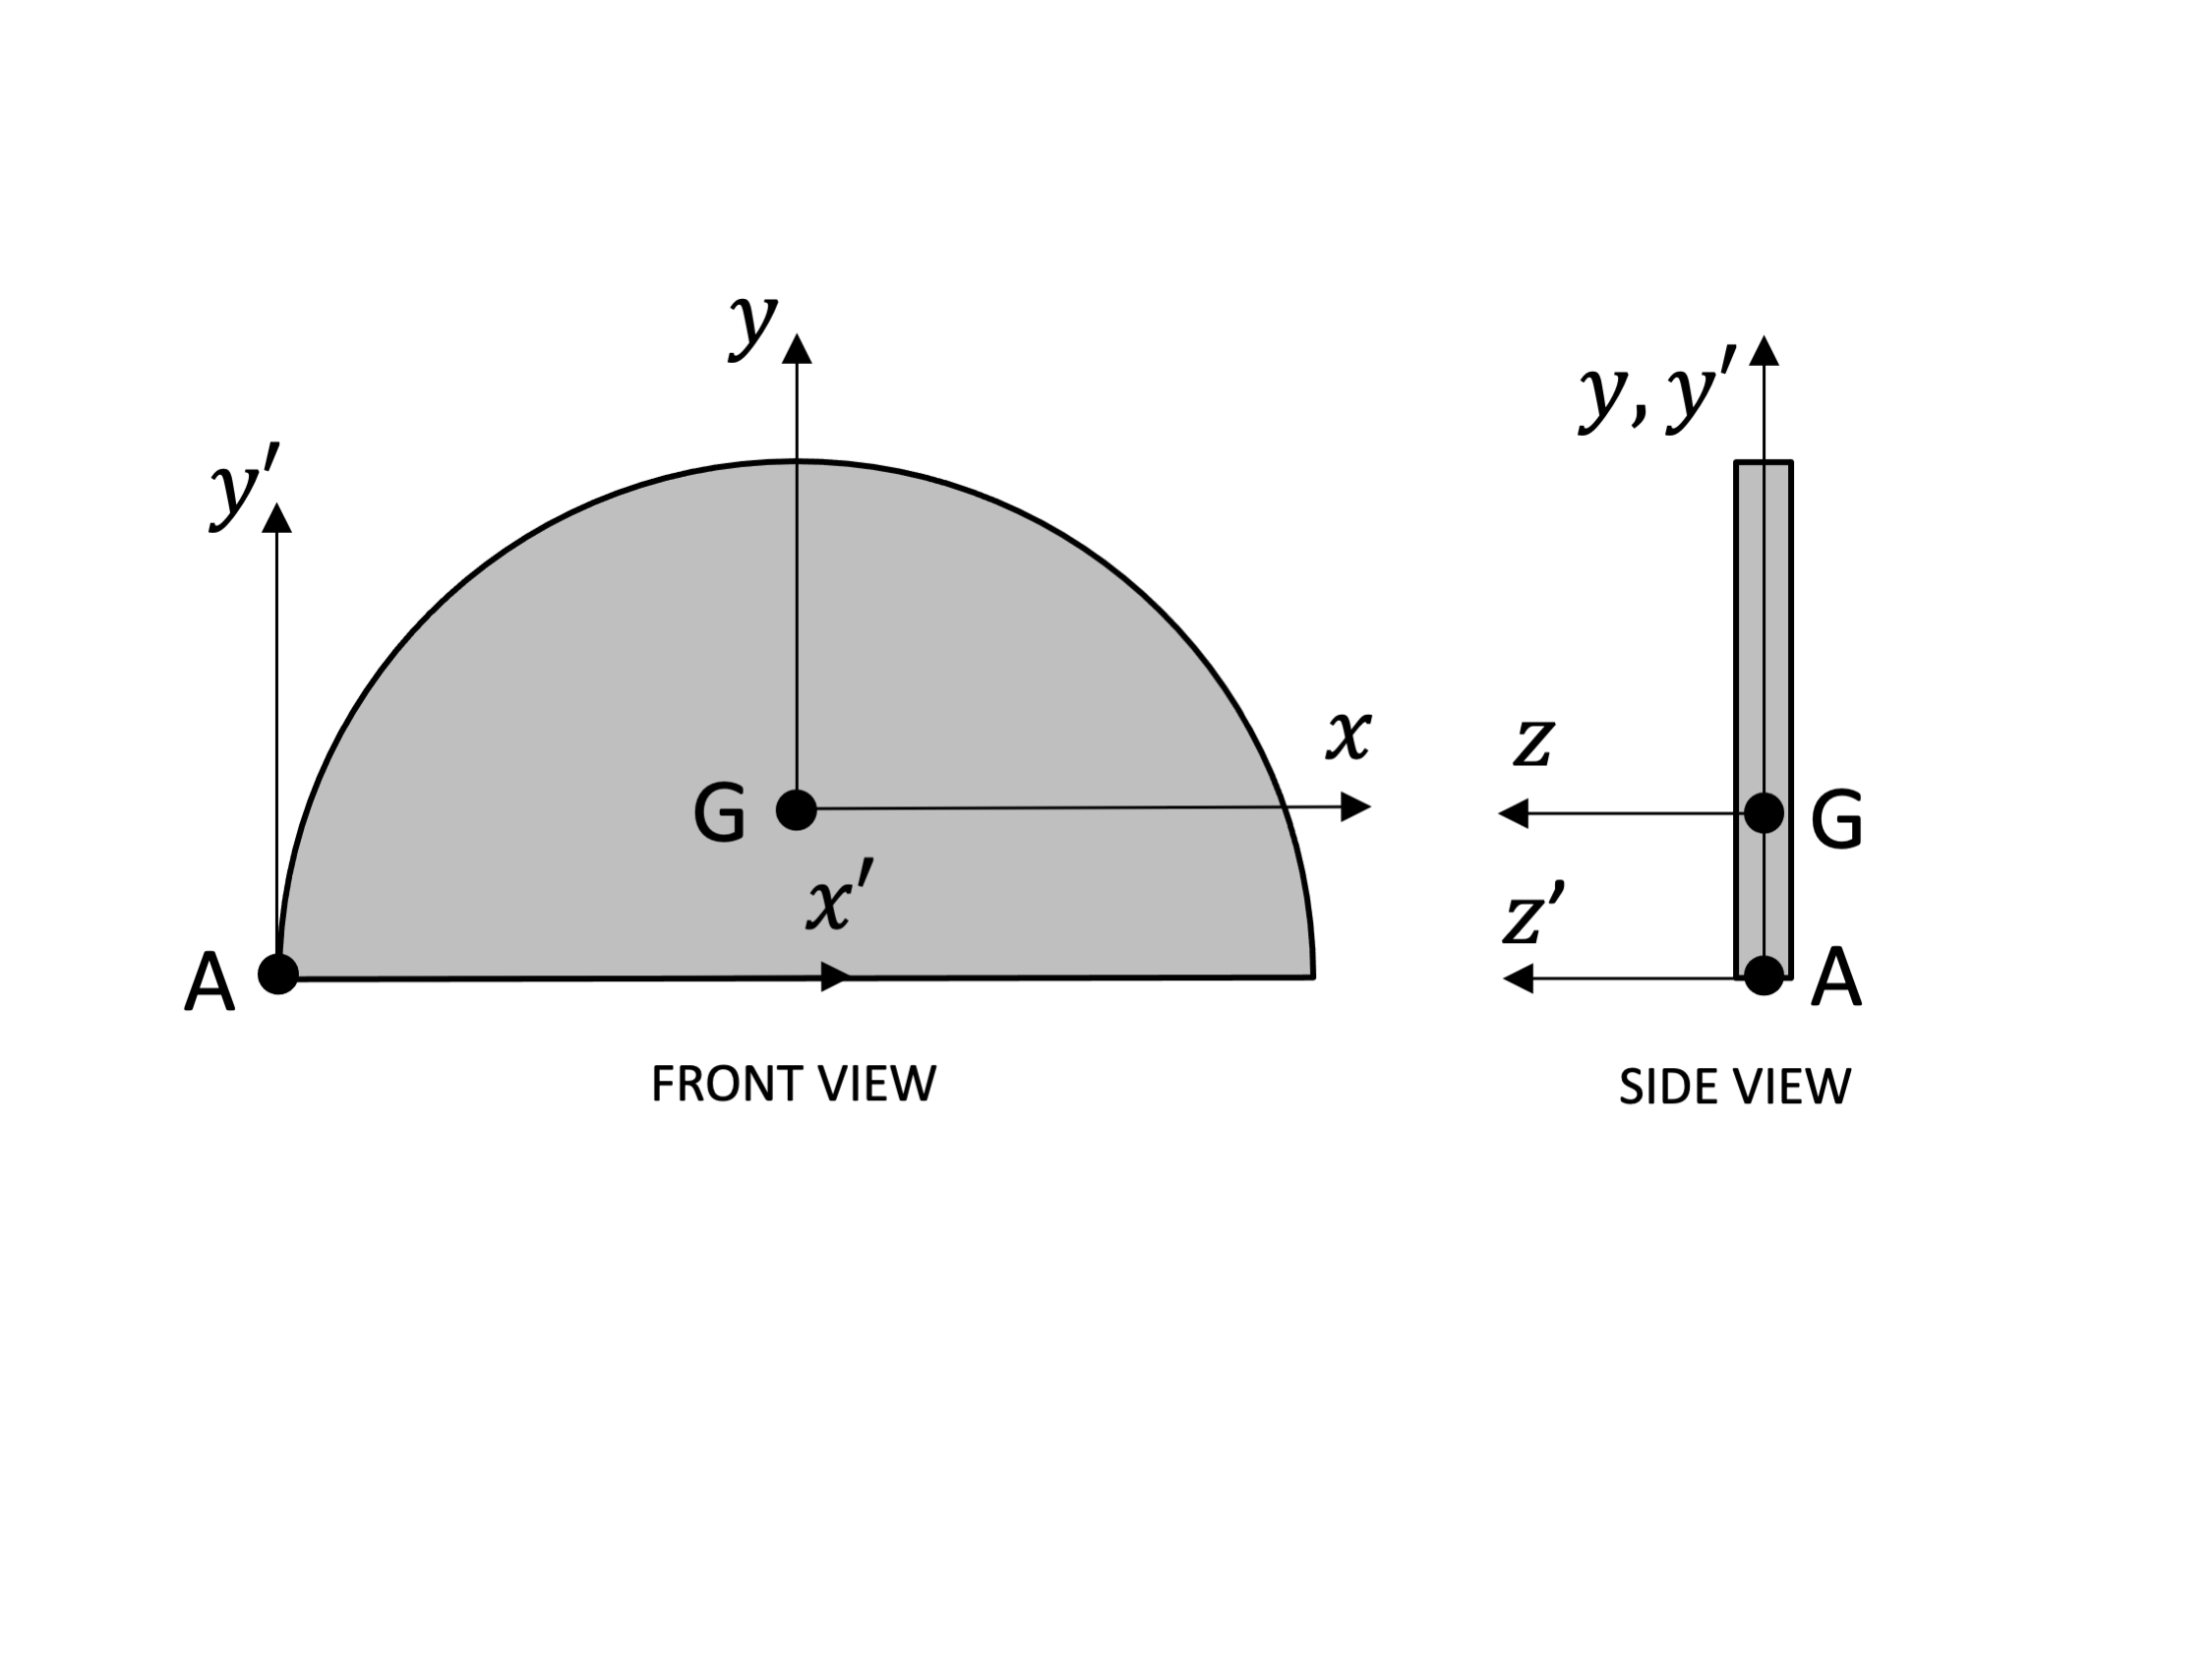 y
y, y′
y′
x
z
G
G
x′
z’
A
A
FRONT VIEW
SIDE VIEW